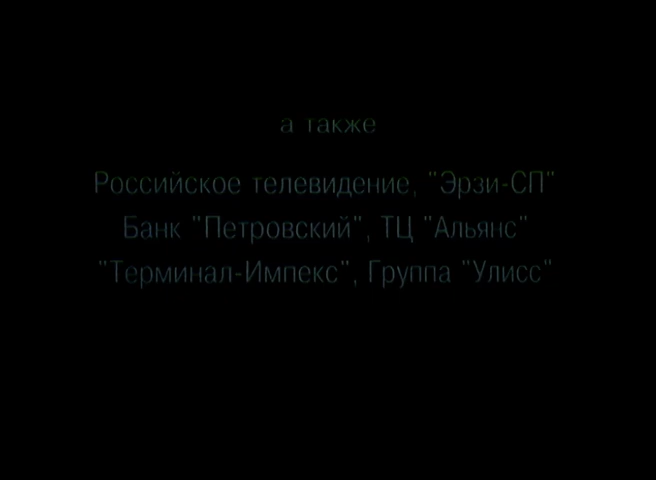 а также
Российское телевидение, "Эрзи-СП"
Банк "Петровский", ТЦ "Альянс"
"Терминал-Импекс", Группа "Улисс"